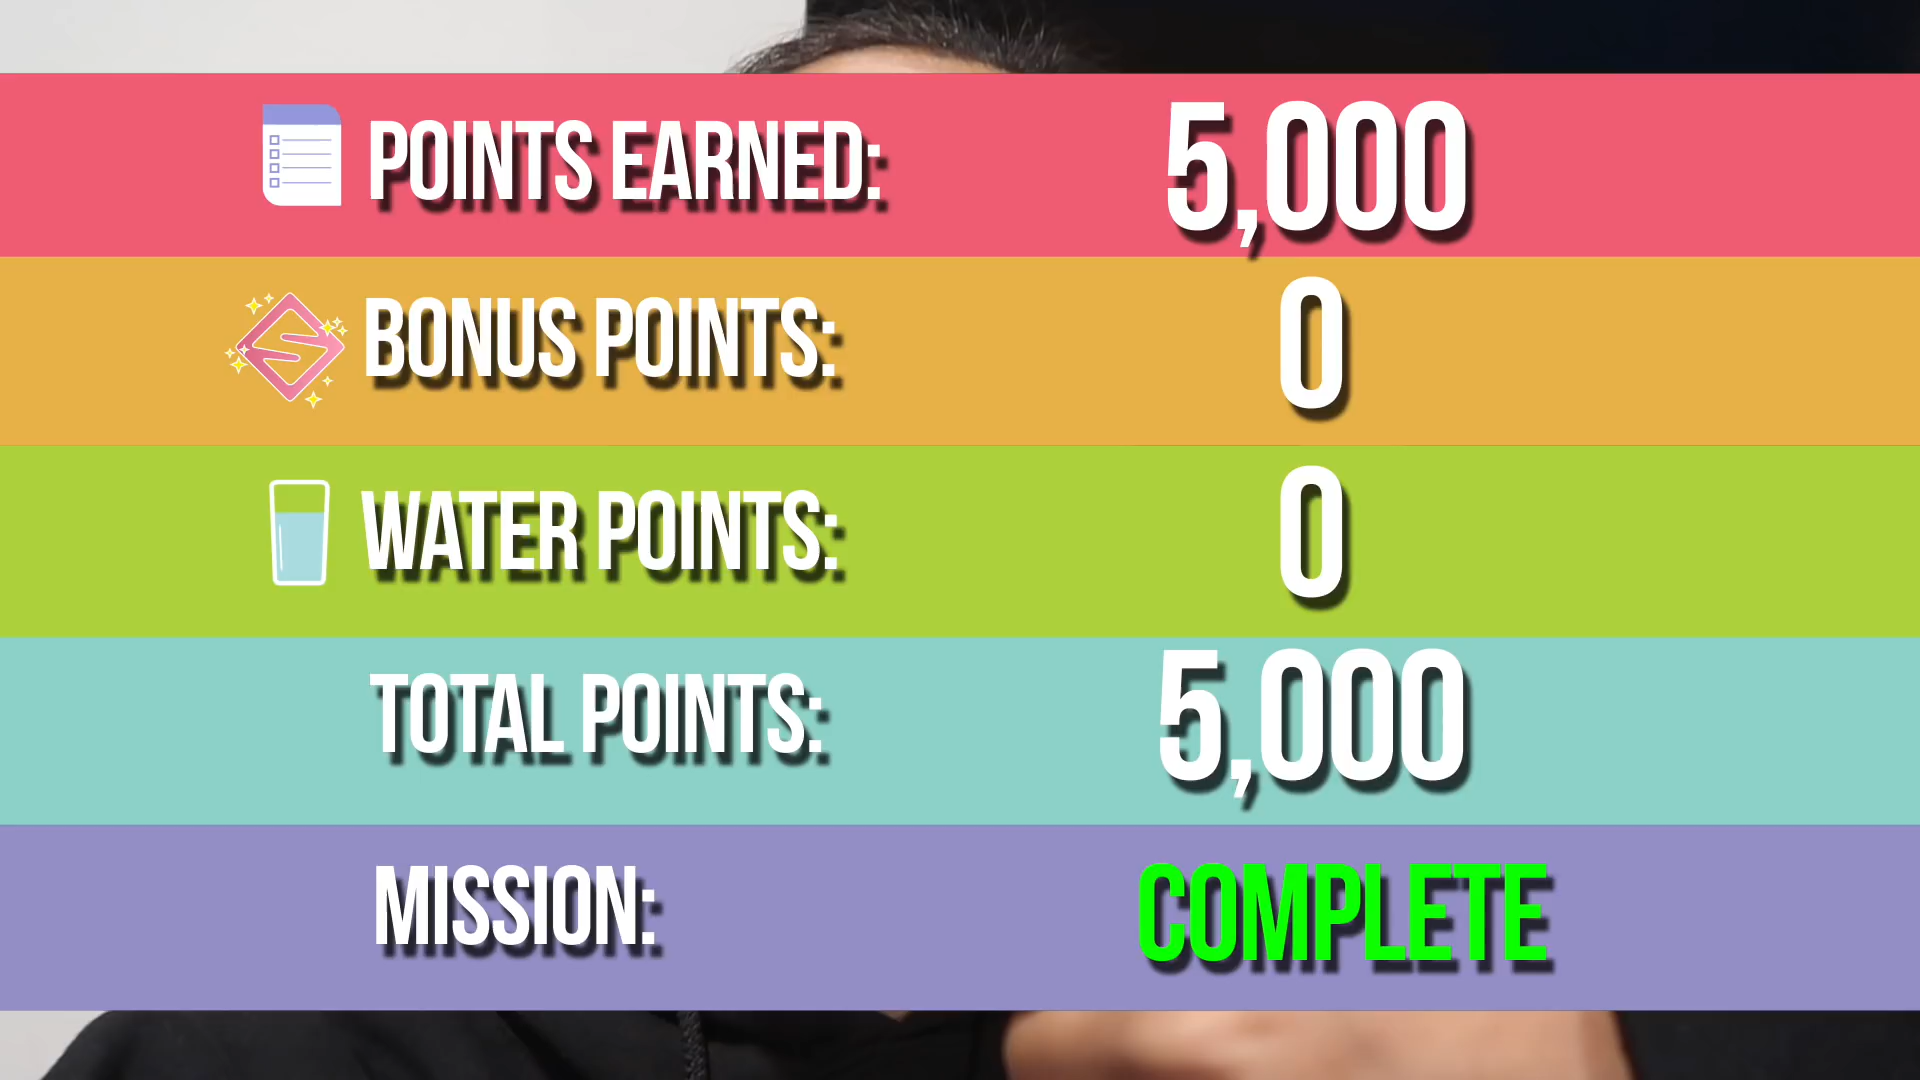 POINTS EARNED: 5,000
BONUS POINTS: 0
WATER POINTS: 0
TOTAL POINTS: 5,000
MISSION: COMPLETE